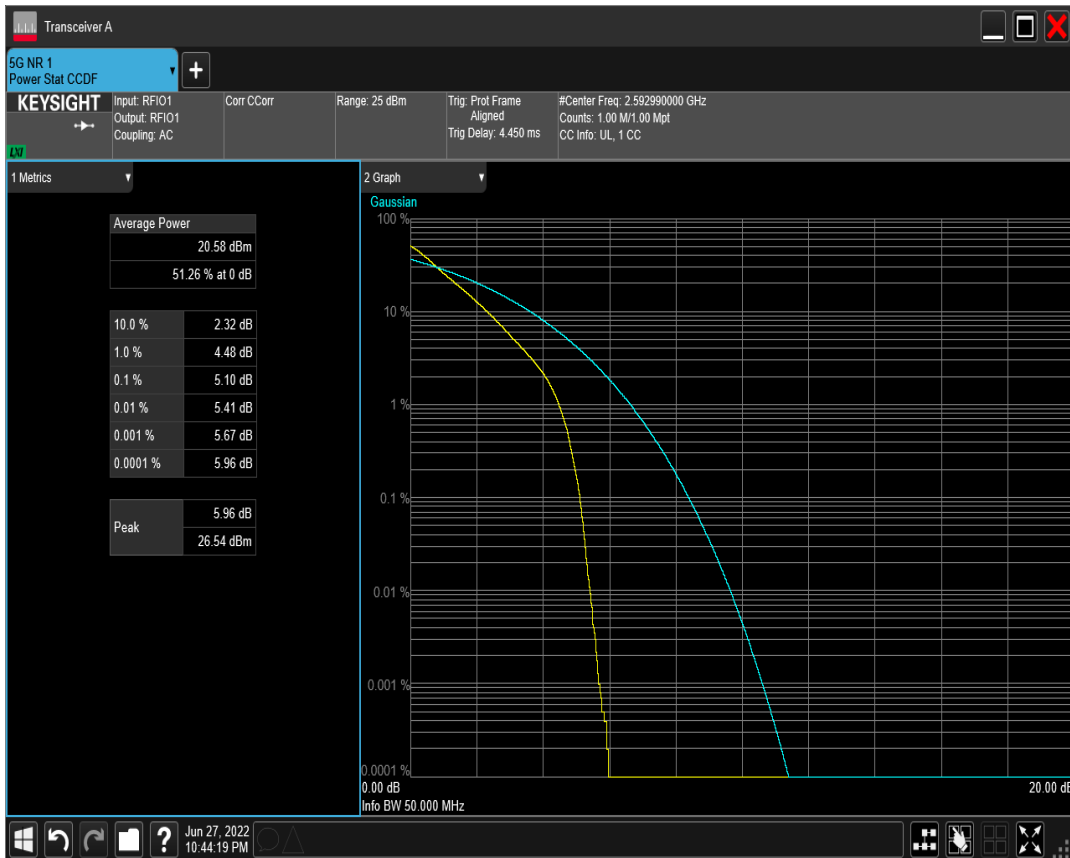 Transceiver A
5G NR 1
Power Stat CCDF
+
KEYSIGHT
LXI
Input: RFIO1
Output: RFIO1
Coupling: AC
Corr CCorr
Range: 25 dBm
Trig: Prot Frame
Aligned
Trig Delay: 4.450 ms
#Center Freq: 2.592990000 GHz
Counts: 1.00 M/1.00 Mpt
CC Info: UL, 1 CC
1 Metrics
Average Power
20.58 dBm
51.26 % at 0 dB
10.0 % 2.32 dB
1.0 % 4.48 dB
0.1 % 5.10 dB
0.01 % 5.41 dB
0.001 % 5.67 dB
0.0001 % 5.96 dB
Peak 5.96 dB
26.54 dBm
2 Graph
Gaussian
100 %
10 %
1 %
0.1 %
0.01 %
0.001 %
0.0001 %
0.00 dB 20.00 dB
Info BW 50.000 MHz
?
Jun 27, 2022
10:44:19 PM